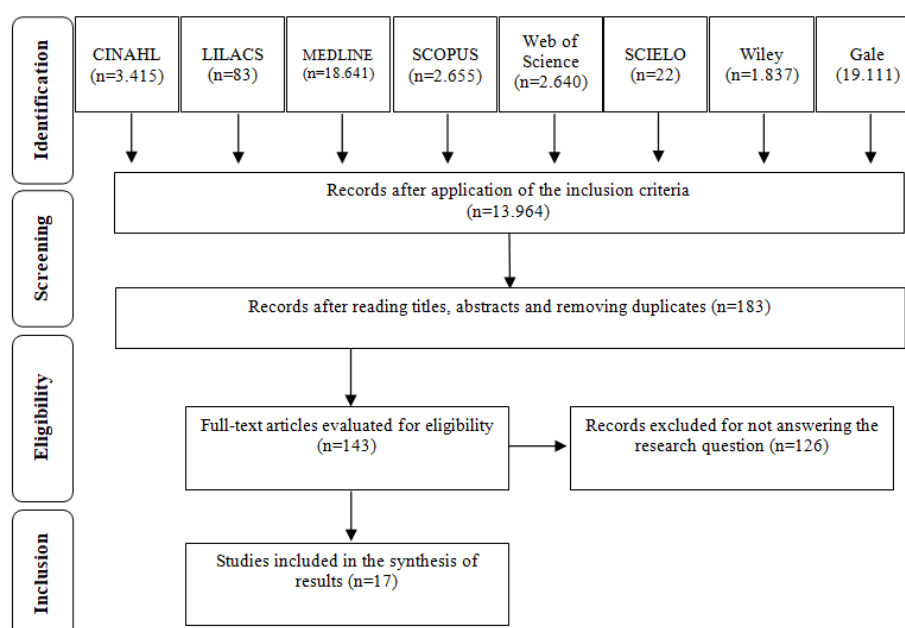 Identification
CINAHL
(n=3.415)
LILACS
(n=83)
MEDLINE
(n=18.641)
SCOPUS
(n=2.655)
Web of
Science
(n=2.640)
SCIELO
(n=22)
Wiley
(n=1.837)
Gale
(19.111)
Screening
Records after application of the inclusion criteria
(n=13.964)
Records after reading titles, abstracts and removing duplicates (n=183)
Eligibility
Full-text articles evaluated for eligibility
(n=143)
Records excluded for not answering the
research question (n=126)
Inclusion
Studies included in the synthesis of
results (n=17)